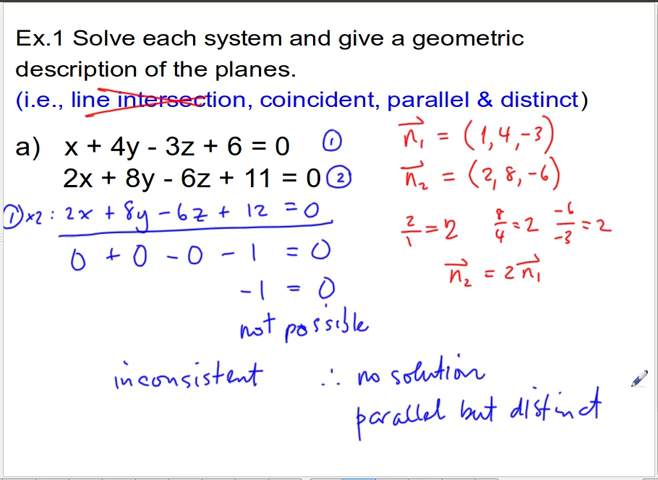 Ex.1 Solve each system and give a geometric
description of the planes.
(i.e., line intersection, coincident, parallel & distinct)
a) x + 4y - 3z + 6 = 0 ①
2x + 8y - 6z + 11 = 0 ②
①x2: 2x + 8y - 6z + 12 = 0
0 + 0 - 0 - 1 = 0
-1 = 0
not possible
inconsistent ∴ no solution
parallel but distinct
n₁ = (1, 4, -3)
n₂ = (2, 8, -6)
2/1 = 2 8/4 = 2 -6/-3 = 2
n₂ = 2n₁